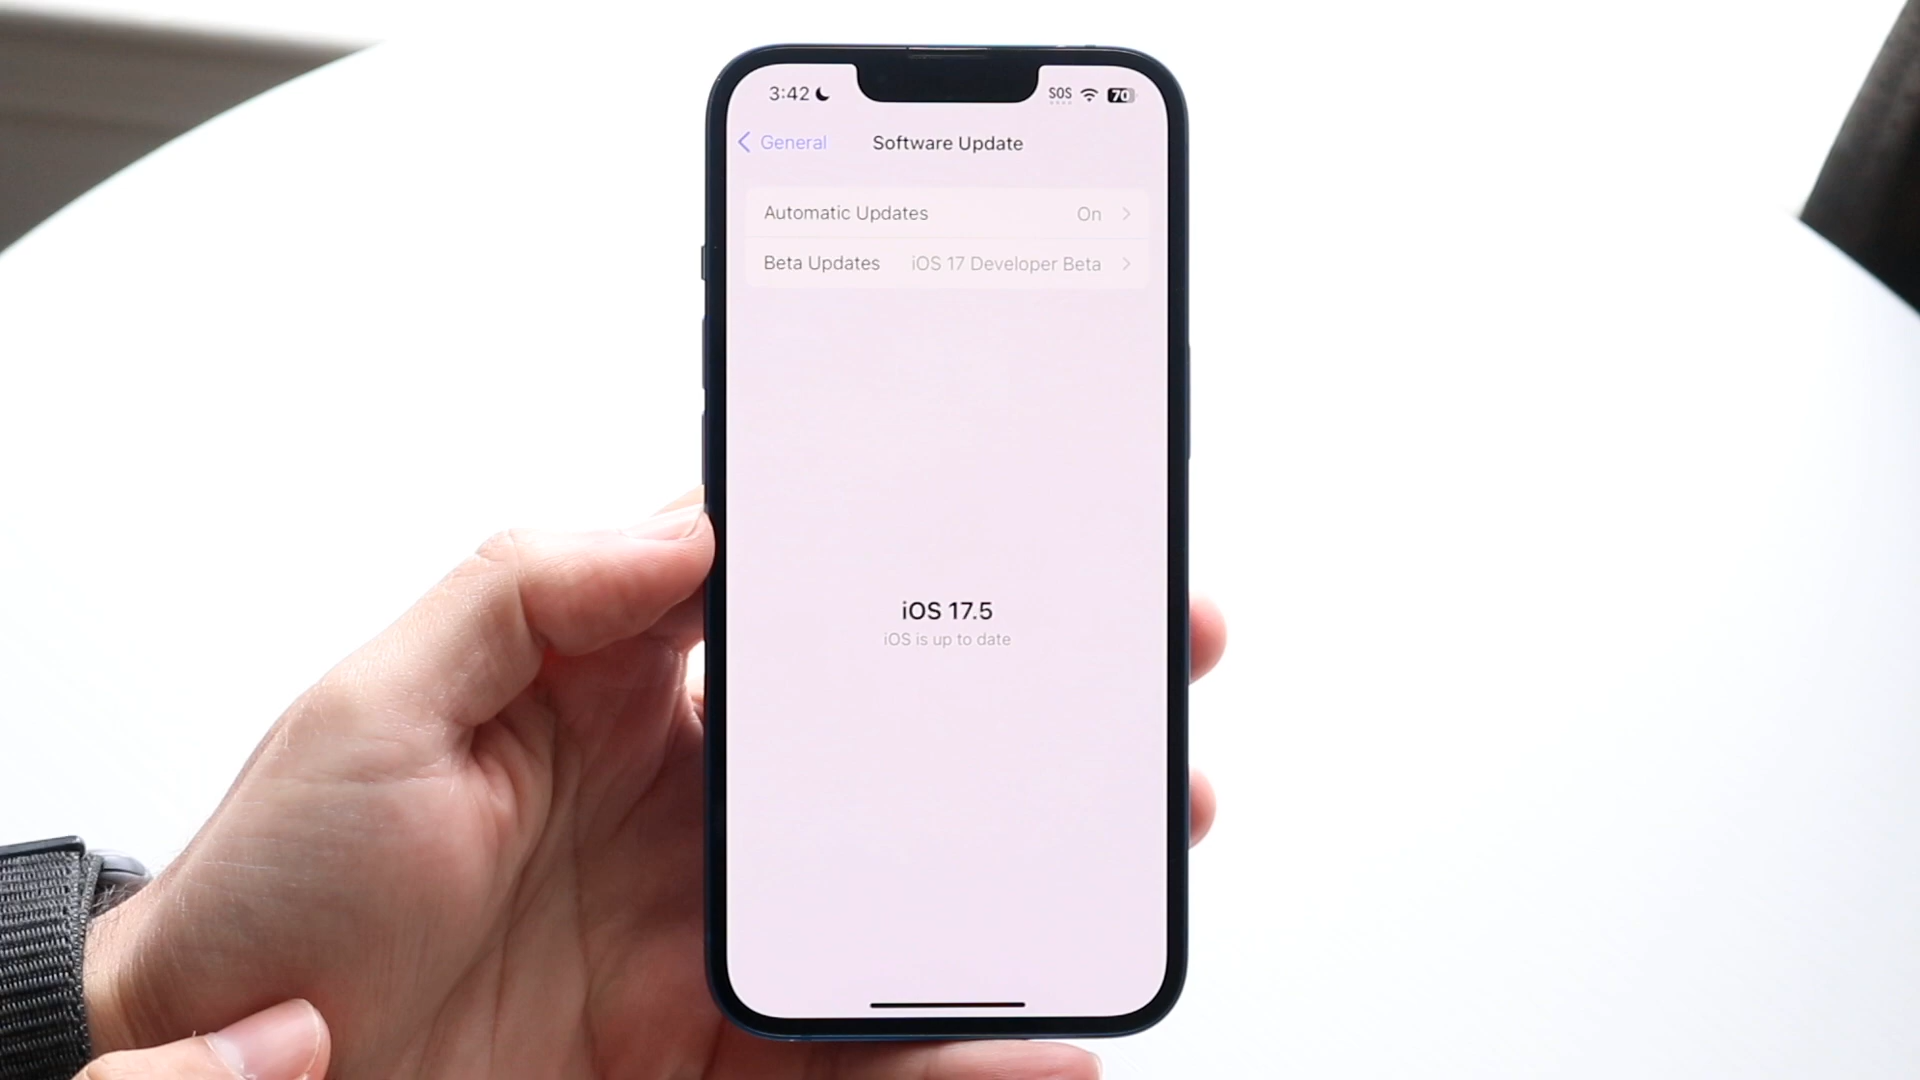 3:42 SOS 70
General Software Update
Automatic Updates On
Beta Updates iOS 17 Developer Beta
iOS 17.5
iOS is up to date